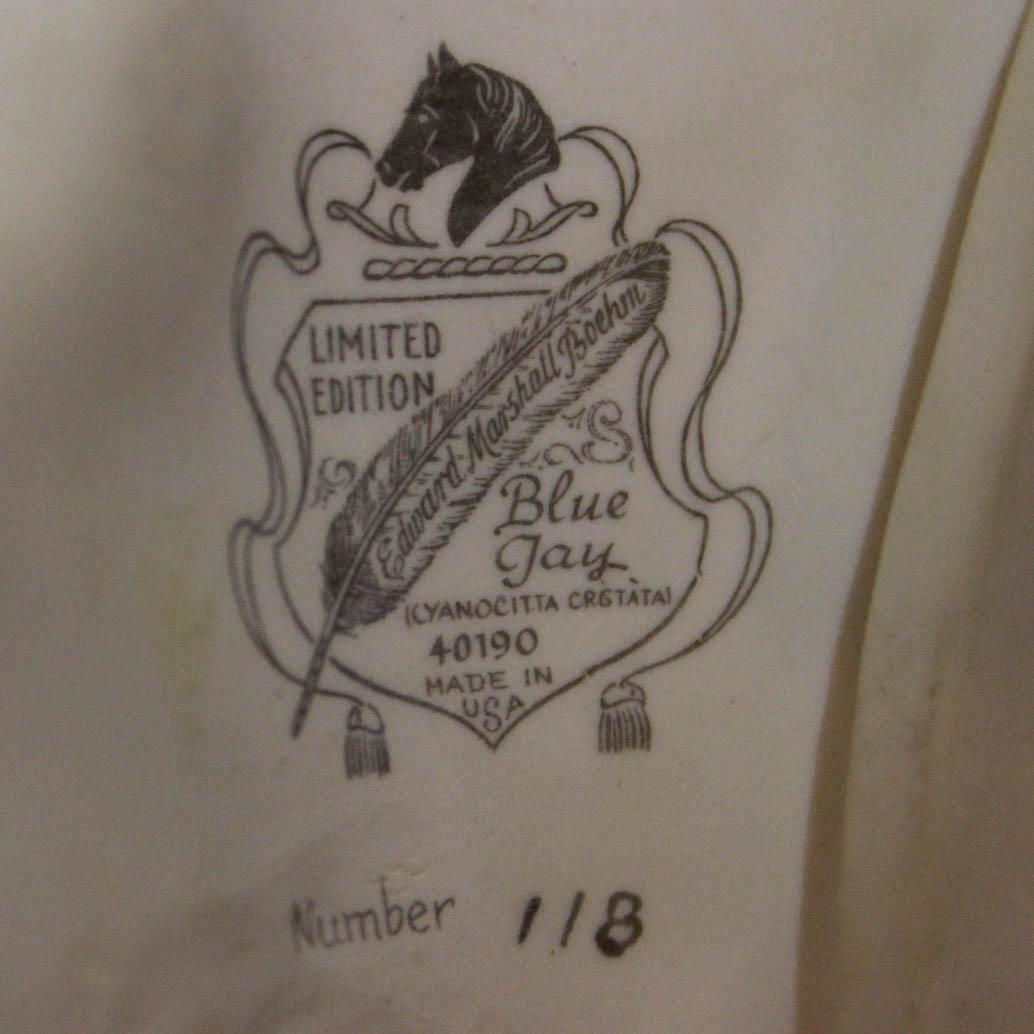 LIMITED
EDITION
Edward Marshall Boehm
Blue
Jay
(CYANOCITTA CRISTATA)
40190
MADE IN
USA
Number 118